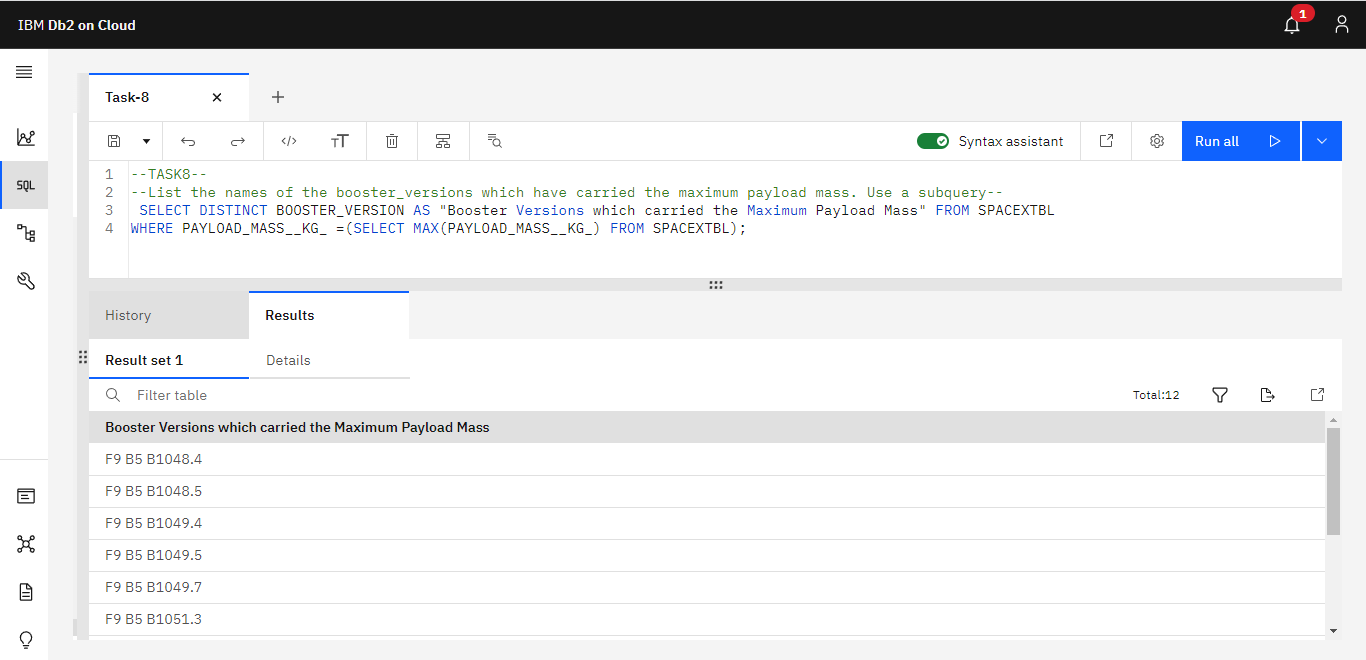 IBM Db2 on Cloud
1
Task-8
Syntax assistant
Run all
SQL
1 --TASK8--
2 --List the names of the booster_versions which have carried the maximum payload mass. Use a subquery--
3 SELECT DISTINCT BOOSTER_VERSION AS "Booster Versions which carried the Maximum Payload Mass" FROM SPACEXTBL
4 WHERE PAYLOAD_MASS__KG_ =(SELECT MAX(PAYLOAD_MASS__KG_) FROM SPACEXTBL);
History Results
Result set 1 Details
Filter table Total:12
Booster Versions which carried the Maximum Payload Mass
F9 B5 B1048.4
F9 B5 B1048.5
F9 B5 B1049.4
F9 B5 B1049.5
F9 B5 B1049.7
F9 B5 B1051.3